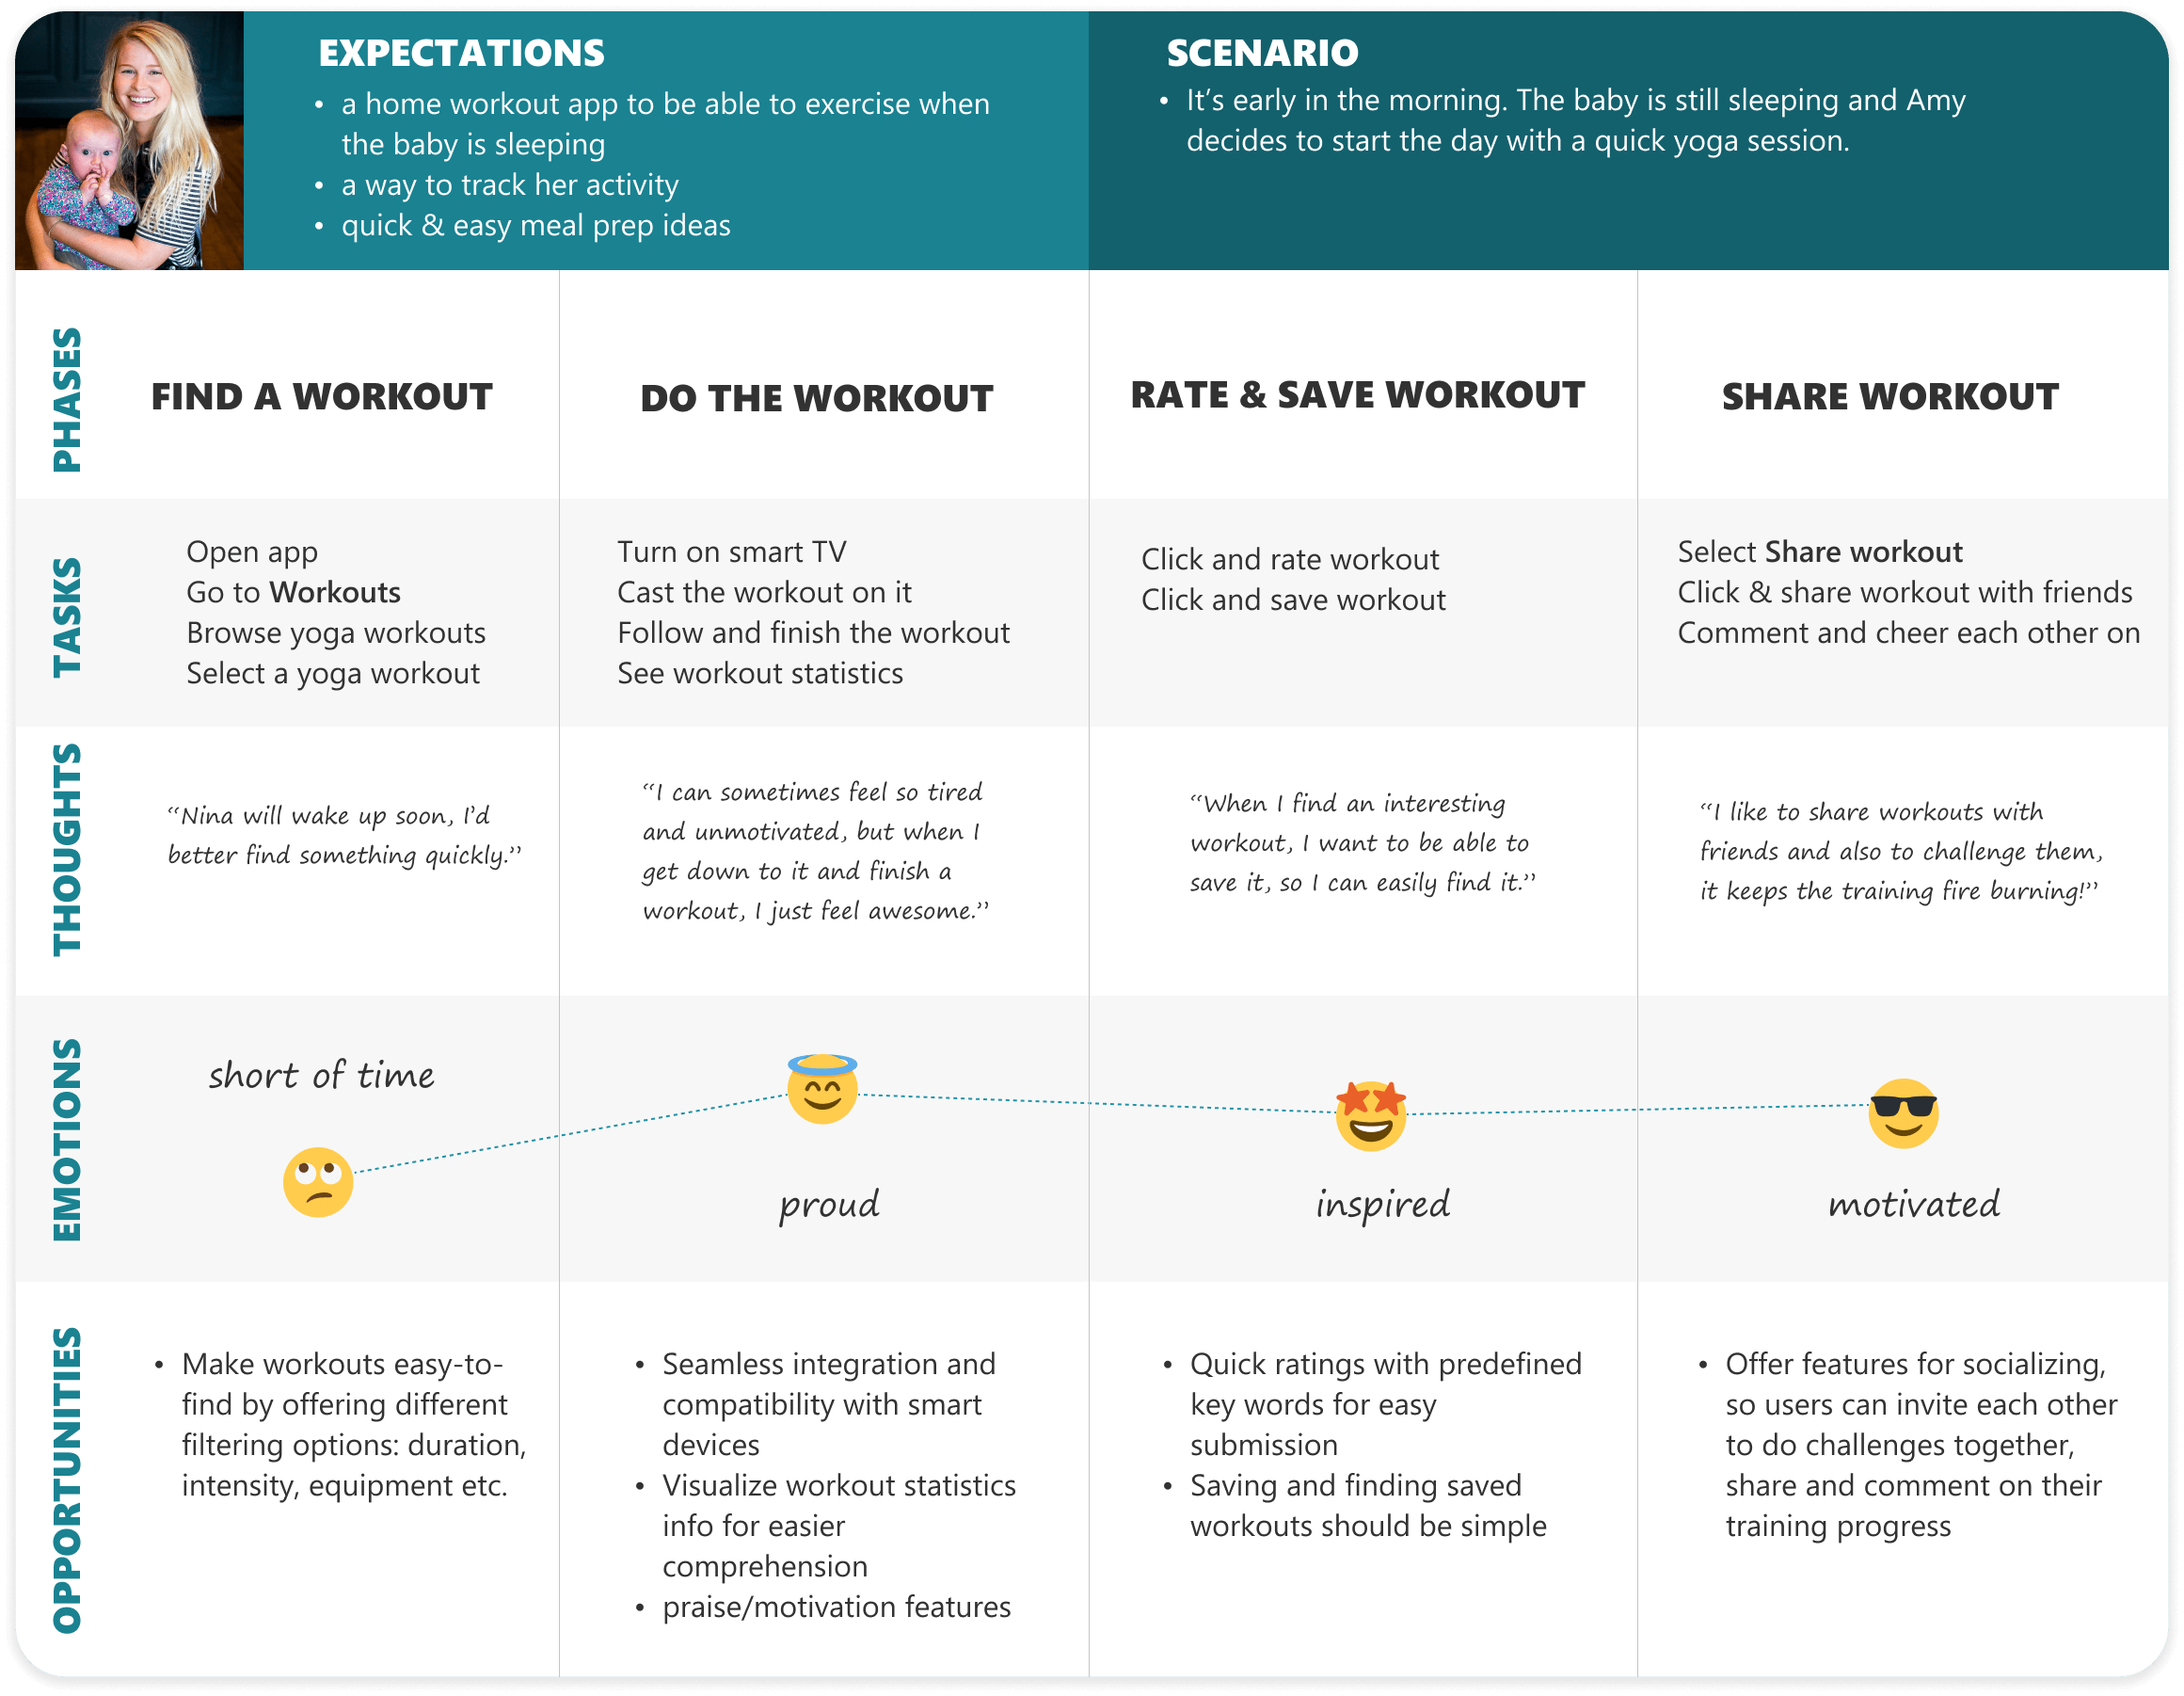 EXPECTATIONS
• a home workout app to be able to exercise when
the baby is sleeping
• a way to track her activity
• quick & easy meal prep ideas
SCENARIO
• It’s early in the morning. The baby is still sleeping and Amy
decides to start the day with a quick yoga session.
PHASES
FIND A WORKOUT
DO THE WORKOUT
RATE & SAVE WORKOUT
SHARE WORKOUT
TASKS
Open app
Go to Workouts
Browse yoga workouts
Select a yoga workout
Turn on smart TV
Cast the workout on it
Follow and finish the workout
See workout statistics
Click and rate workout
Click and save workout
Select Share workout
Click & share workout with friends
Comment and cheer each other on
THOUGHTS
“Nina will wake up soon, I’d
better find something quickly.”
“I can sometimes feel so tired
and unmotivated, but when I
get down to it and finish a
workout, I just feel awesome.”
“When I find an interesting
workout, I want to be able to
save it, so I can easily find it.”
“I like to share workouts with
friends and also to challenge them,
it keeps the training fire burning!”
EMOTIONS
short of time
proud
inspired
motivated
OPPORTUNITIES
• Make workouts easy-to-
find by offering different
filtering options: duration,
intensity, equipment etc.
• Seamless integration and
compatibility with smart
devices
• Visualize workout statistics
info for easier
comprehension
• praise/motivation features
• Quick ratings with predefined
key words for easy
submission
• Saving and finding saved
workouts should be simple
• Offer features for socializing,
so users can invite each other
to do challenges together,
share and comment on their
training progress